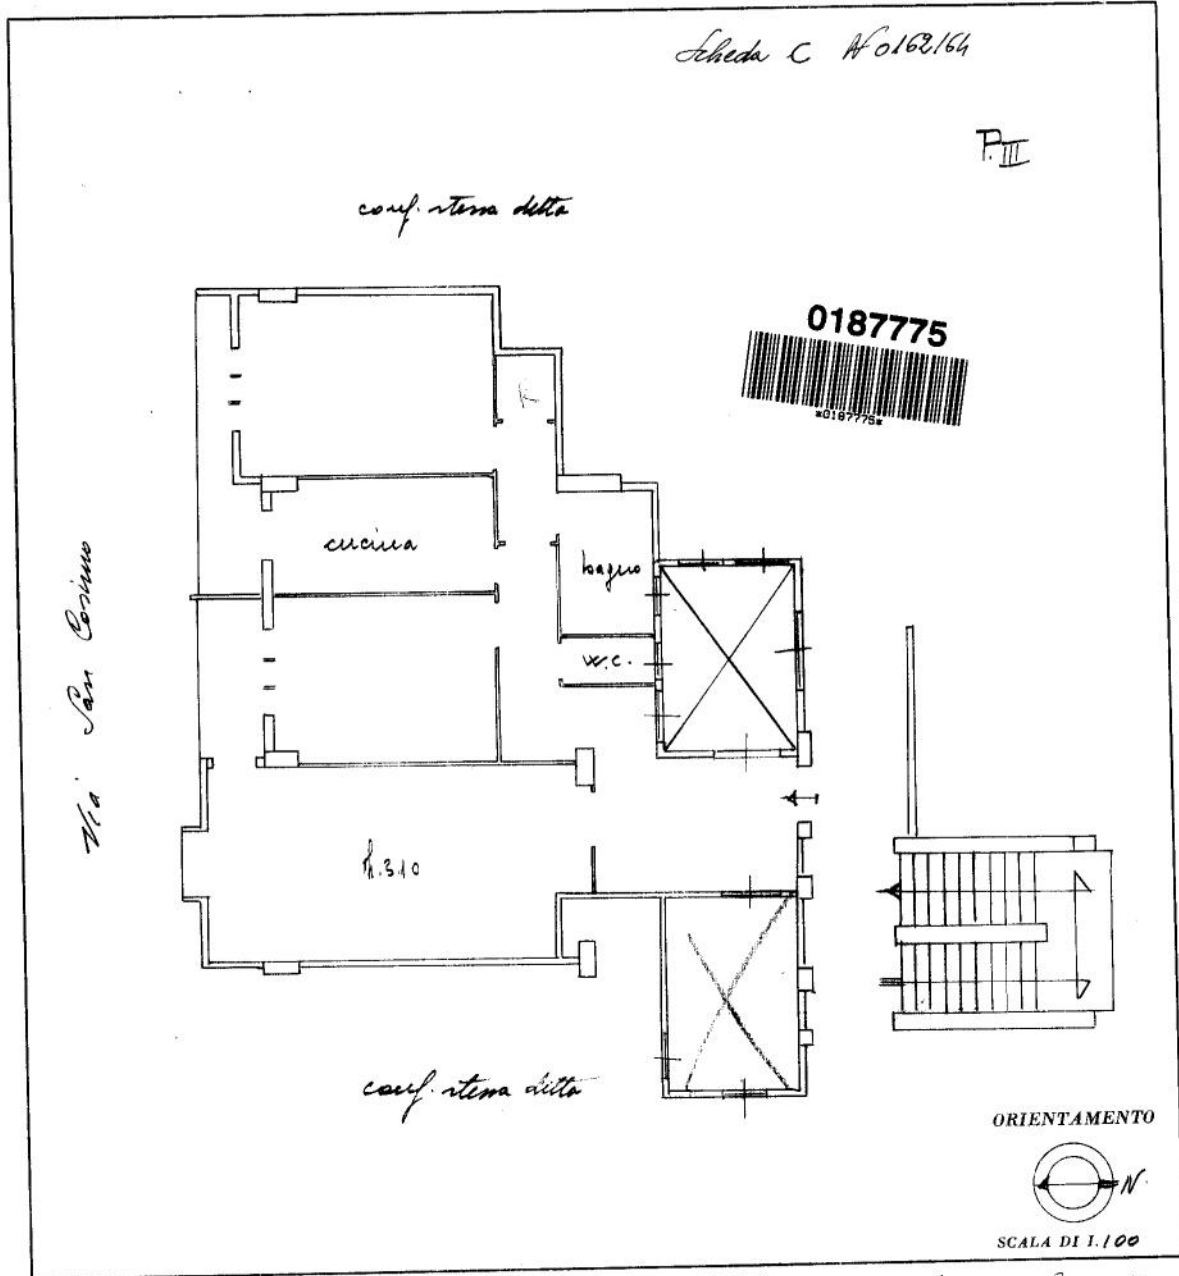 Scheda C N° 0162164
P. III
conf. stessa ditta
0187775
*0187775*
cucina
bagno
w.c.
Via San Cosimo
h. 3.10
conf. stessa ditta
ORIENTAMENTO
N.
SCALA DI 1. 100